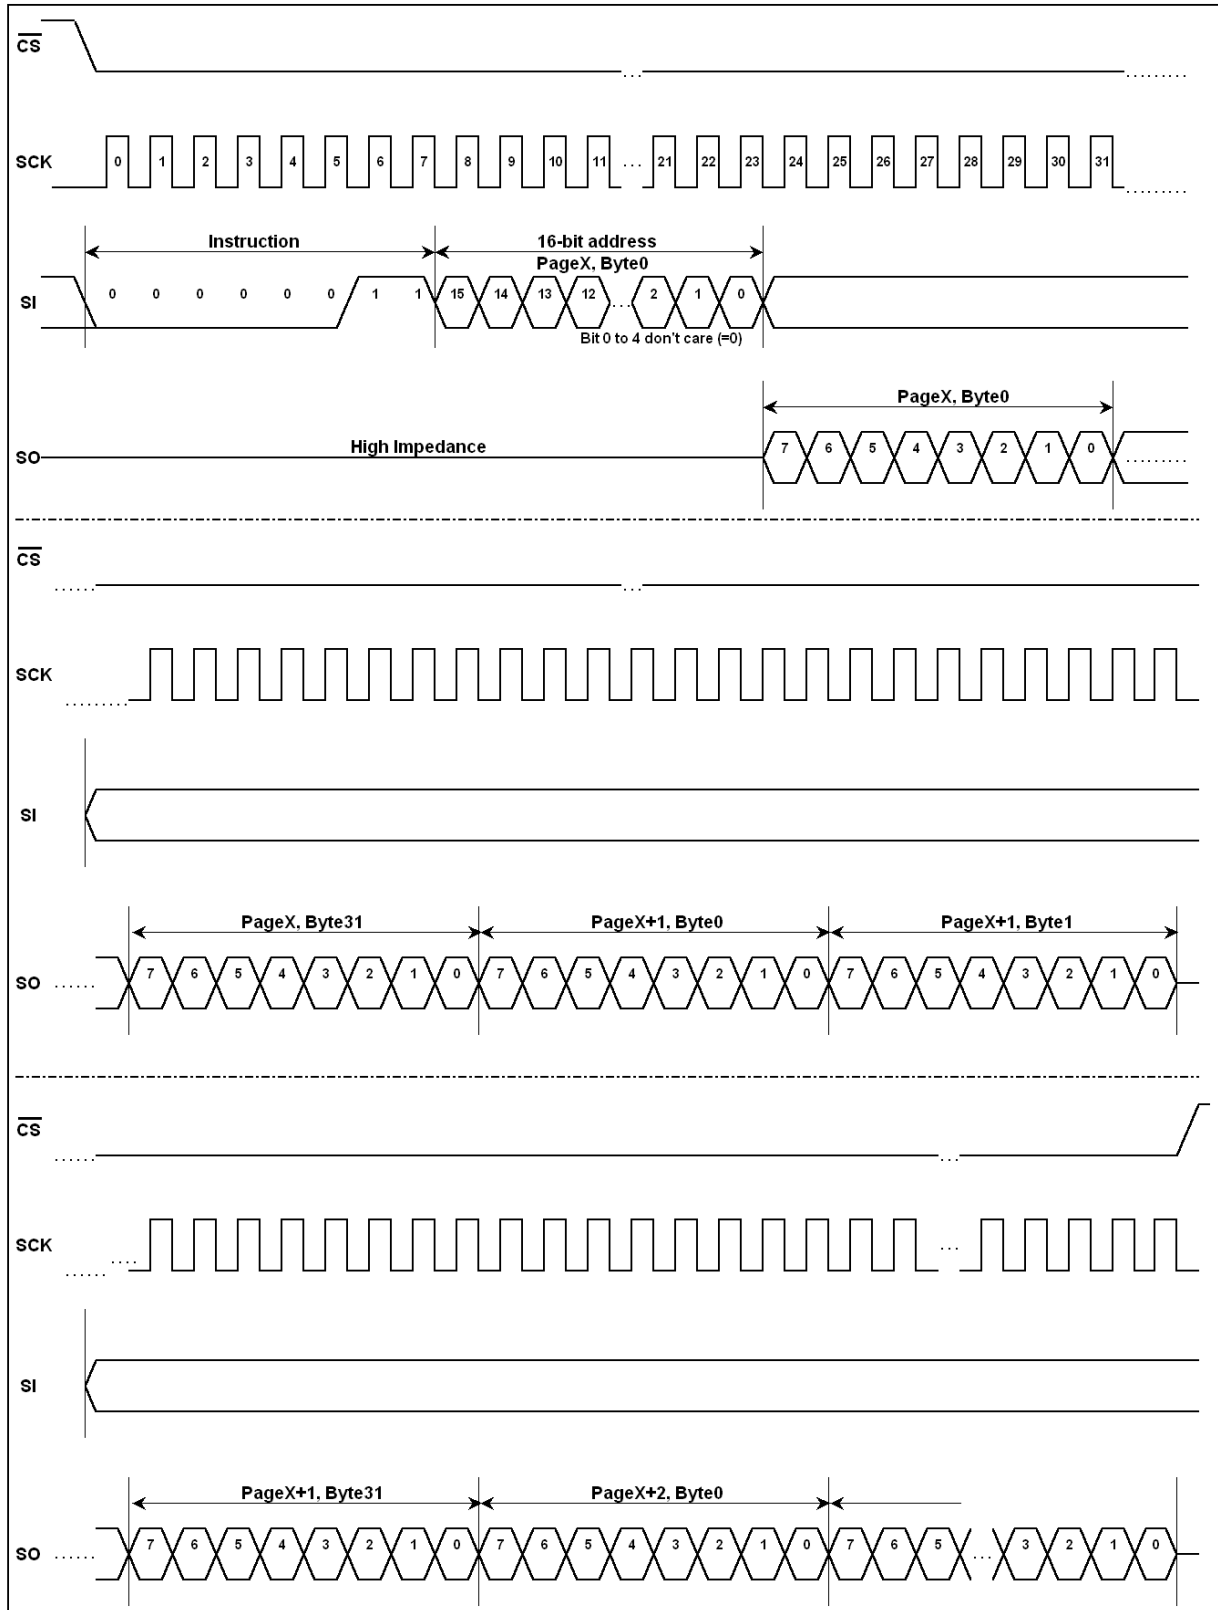 CS
...
.........
SCK
0 1 2 3 4 5 6 7 8 9 10 11 ... 21 22 23 24 25 26 27 28 29 30 31
.........
Instruction
16-bit address
PageX, Byte0
SI
0 0 0 0 0 0 1 1 15 14 13 12 ... 2 1 0
Bit 0 to 4 don't care (=0)
PageX, Byte0
SO
High Impedance
7 6 5 4 3 2 1 0 .........
CS
...... ...
SCK
.........
SI
PageX, Byte31 PageX+1, Byte0 PageX+1, Byte1
SO ...... 7 6 5 4 3 2 1 0 7 6 5 4 3 2 1 0 7 6 5 4 3 2 1 0
CS
...... ...
SCK
...... .... ...
SI
PageX+1, Byte31 PageX+2, Byte0
SO ...... 7 6 5 4 3 2 1 0 7 6 5 4 3 2 1 0 7 6 5 ... 3 2 1 0